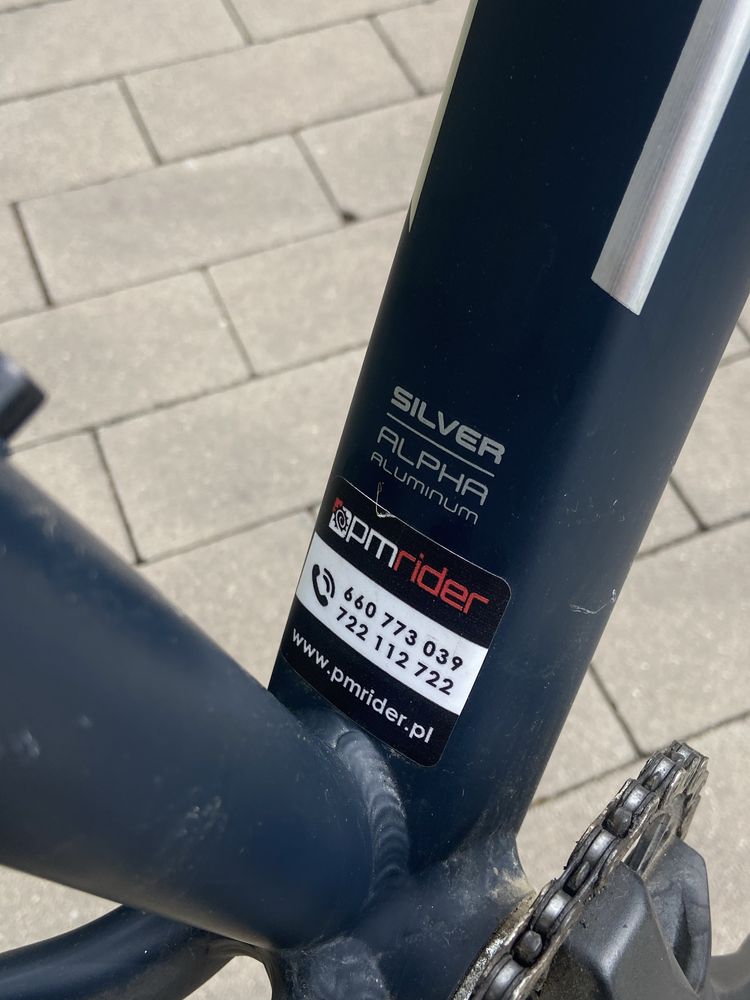 SILVER
ALPHA
ALUMINUM
pmrider
660 773 039
722 112 722
www.pmrider.pl